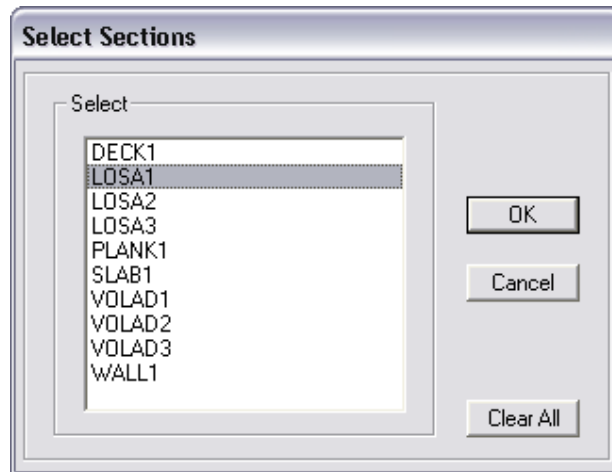 Select Sections
Select
DECK1
LOSA1
LOSA2
LOSA3
PLANK1
SLAB1
VOLAD1
VOLAD2
VOLAD3
WALL1
OK
Cancel
Clear All